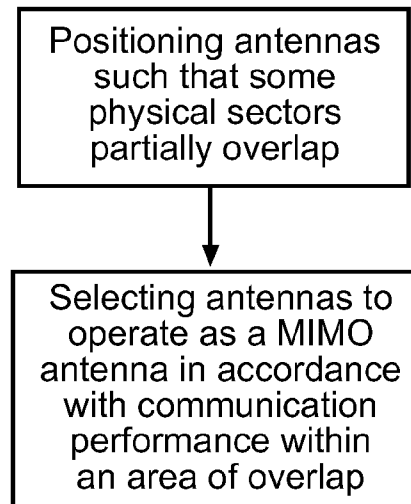 Positioning antennas
such that some
physical sectors
partially overlap
Selecting antennas to
operate as a MIMO
antenna in accordance
with communication
performance within
an area of overlap